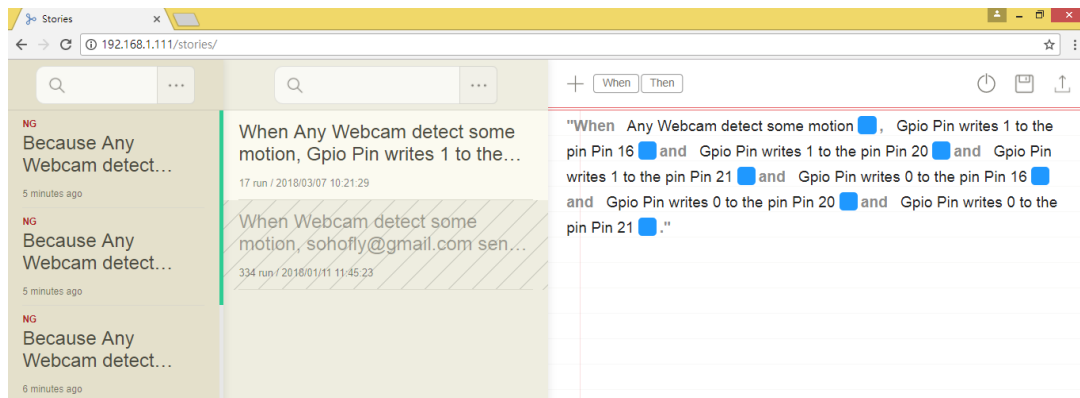 Stories
192.168.1.111/stories/
NG
Because Any
Webcam detect...
5 minutes ago
NG
Because Any
Webcam detect...
5 minutes ago
NG
Because Any
Webcam detect...
6 minutes ago
When Any Webcam detect some
motion, Gpio Pin writes 1 to the...
17 run / 2018/03/07 10:21:29
When Webcam detect some
motion, sohofly@gmail.com sen...
334 run / 2018/01/11 11:45:23
When Then
"When Any Webcam detect some motion , Gpio Pin writes 1 to the
pin Pin 16 and Gpio Pin writes 1 to the pin Pin 20 and Gpio Pin
writes 1 to the pin Pin 21 and Gpio Pin writes 0 to the pin Pin 16
and Gpio Pin writes 0 to the pin Pin 20 and Gpio Pin writes 0 to the
pin Pin 21 ."